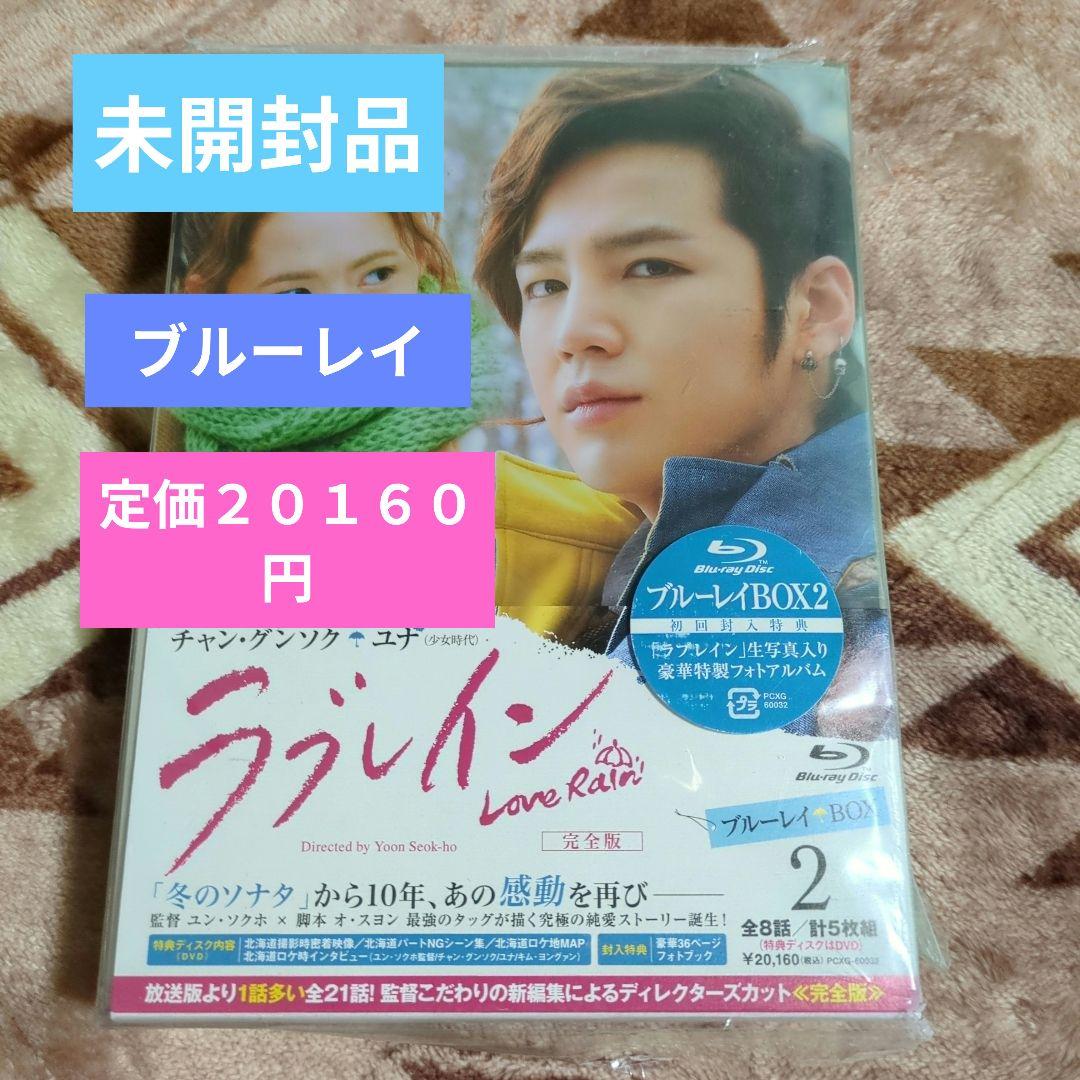 未開封品
ブルーレイ
定価20160
円
チャン・グンソク ユナ(少女時代)・
Blu-ray Disc TM
ブルーレイBOX2
初回封入特典
「ラブレイン」生写真入り
豪華特製フォトアルバム
プラ
PCXG
60032
ラブレイン
Love Rain
完全版
Directed by Yoon Seok-ho
Blu-ray Disc
ブルーレイ BOX
2
「冬のソナタ」から10年、あの感動を再び――
監督 ユン・ソクホ × 脚本 オ・スヨン 最強のタッグが描く究極の純愛ストーリー誕生!
全8話/計5枚組
(特典ディスクはDVD)
¥20,160(税込) PCXG-60032
特典ディスク内容
(DVD)
北海道撮影時密着映像/北海道パートNGシーン集/北海道ロケ地MAP
北海道ロケ時インタビュー(ユン・ソクホ監督/チャン・グンソク/ユナ/キム・ヨングァン)
封入特典
豪華36ページ
フォトブック
放送版より1話多い全21話! 監督こだわりの新編集によるディレクターズカット≪完全版≫